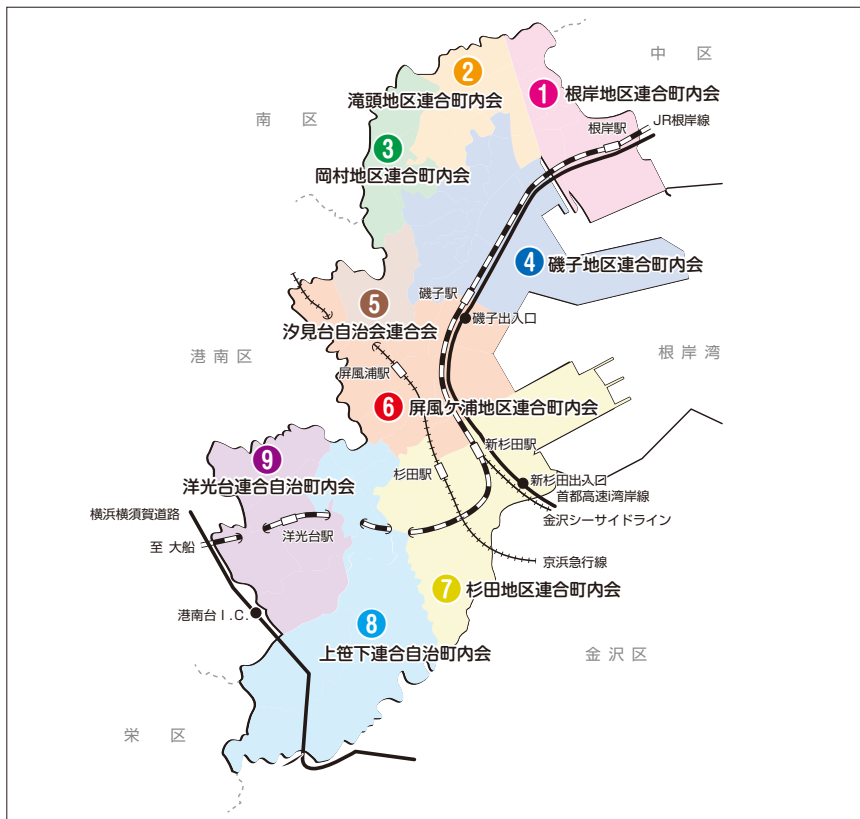 中 区
2
滝頭地区連合町内会
1
根岸地区連合町内会
南 区
根岸駅
JR根岸線
3
岡村地区連合町内会
4
磯子地区連合町内会
磯子駅
5
汐見台自治会連合会
磯子出入口
港南区
根岸湾
屏風浦駅
6
屏風ケ浦地区連合町内会
新杉田駅
9
洋光台連合自治町内会
杉田駅
新杉田出入口
首都高速湾岸線
横浜横須賀道路
金沢シーサイドライン
洋光台駅
至 大船
京浜急行線
7
杉田地区連合町内会
港南台 I.C.
8
上笹下連合自治町内会
金沢区
栄 区